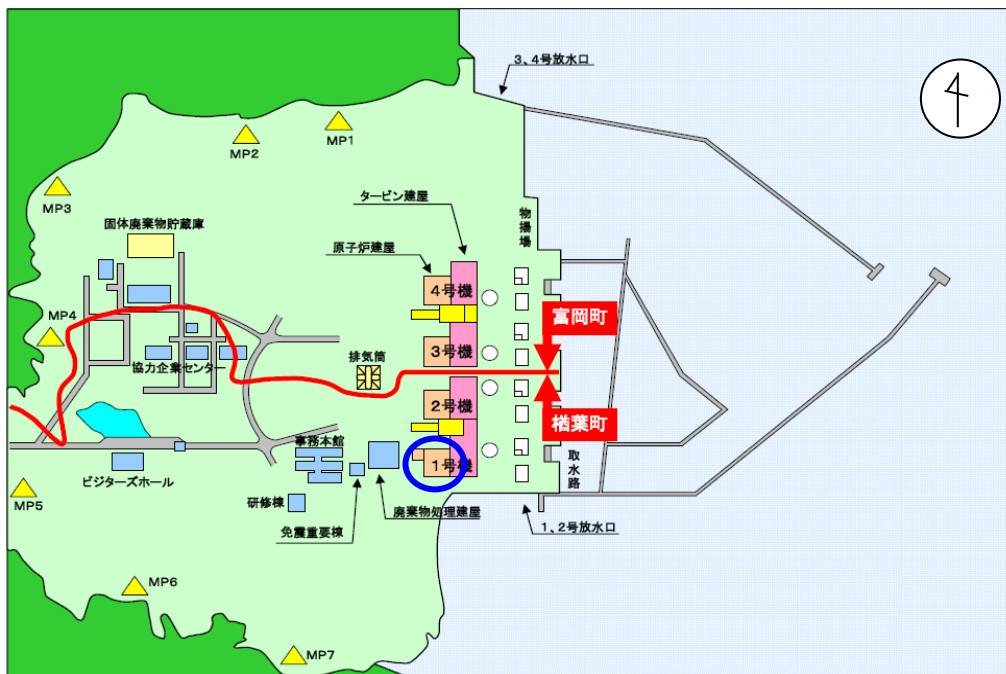 3、4号放水口
MP1
MP2
MP3
タービン建屋
物揚場
固体廃棄物貯蔵庫
原子炉建屋
4号機
MP4
富岡町
3号機
排気筒
協力企業センター
2号機
楢葉町
事務本館
1号機
取水路
ビジターズホール
MP5
研修棟
廃棄物処理建屋
免震重要棟
1、2号放水口
MP6
MP7